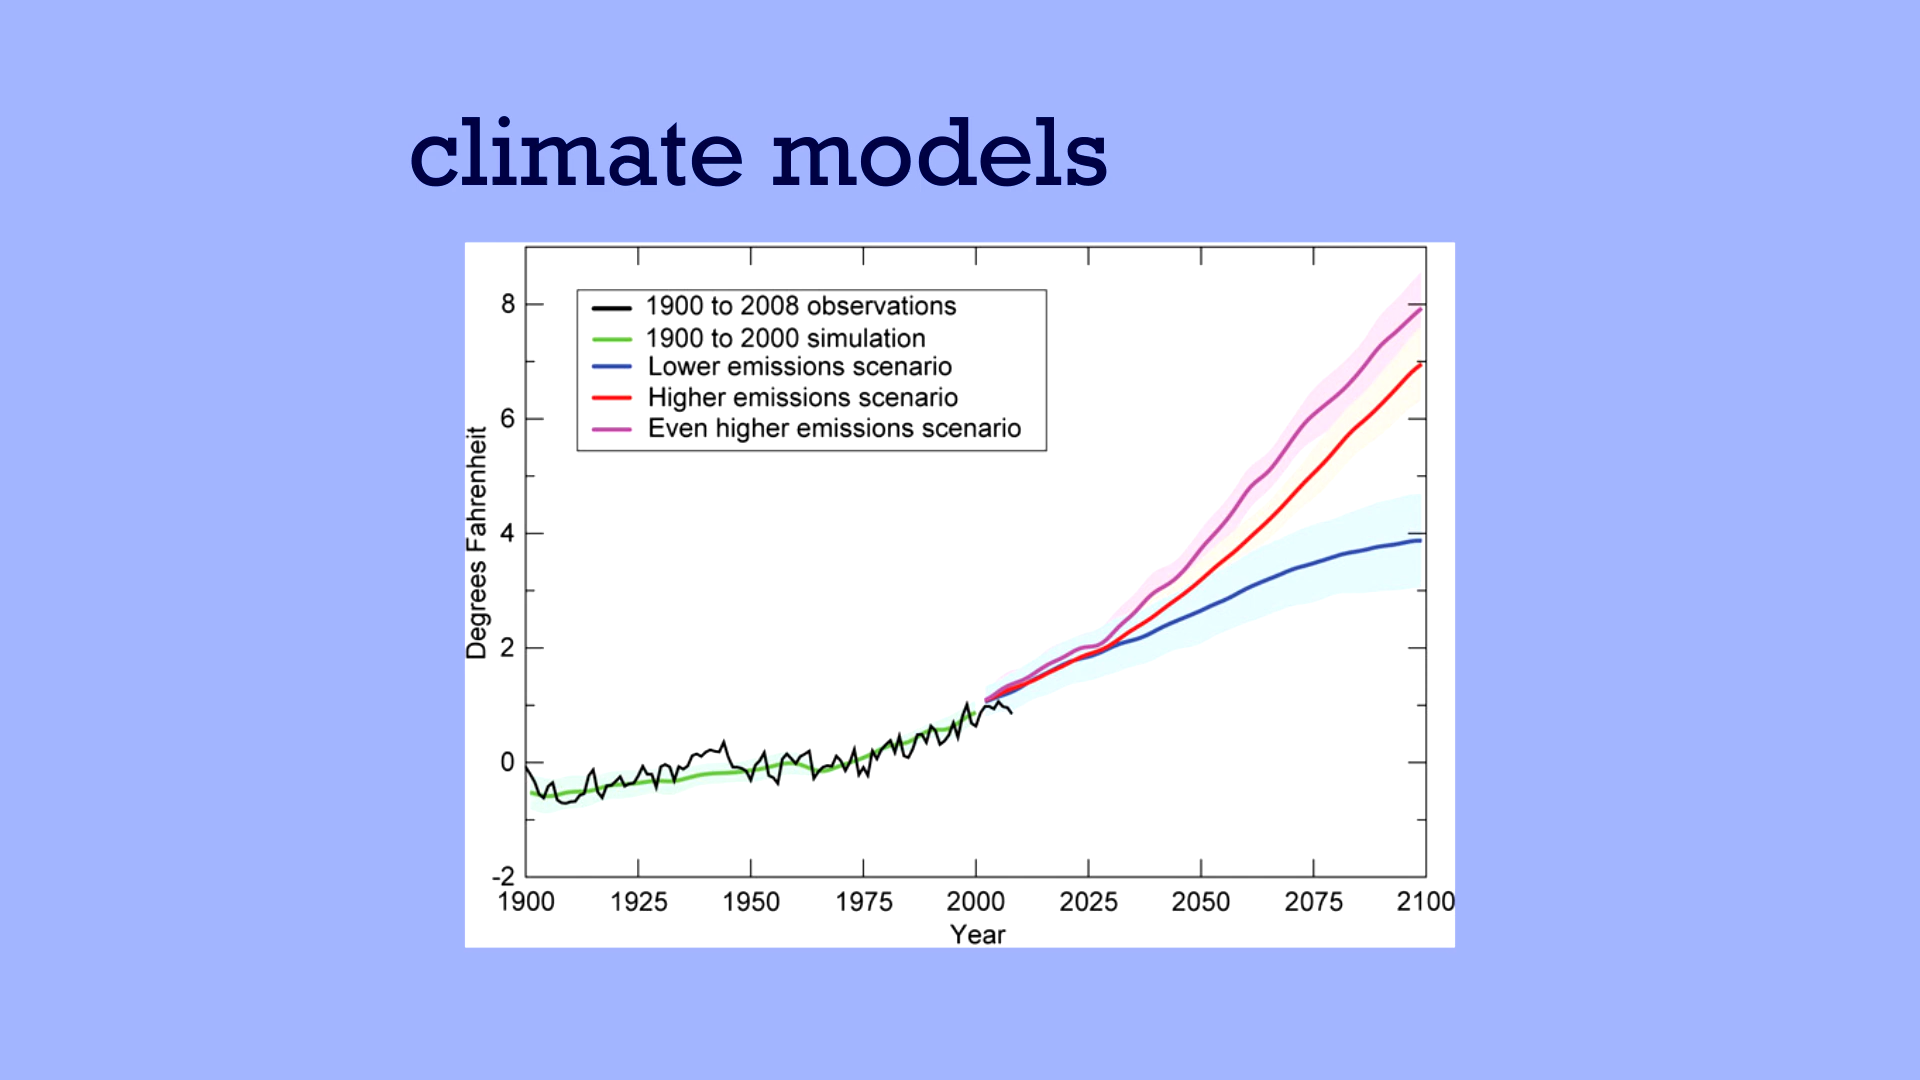 climate models
1900 to 2008 observations
1900 to 2000 simulation
Lower emissions scenario
Higher emissions scenario
Even higher emissions scenario
Degrees Fahrenheit
8
6
4
2
0
-2
1900 1925 1950 1975 2000 2025 2050 2075 2100
Year